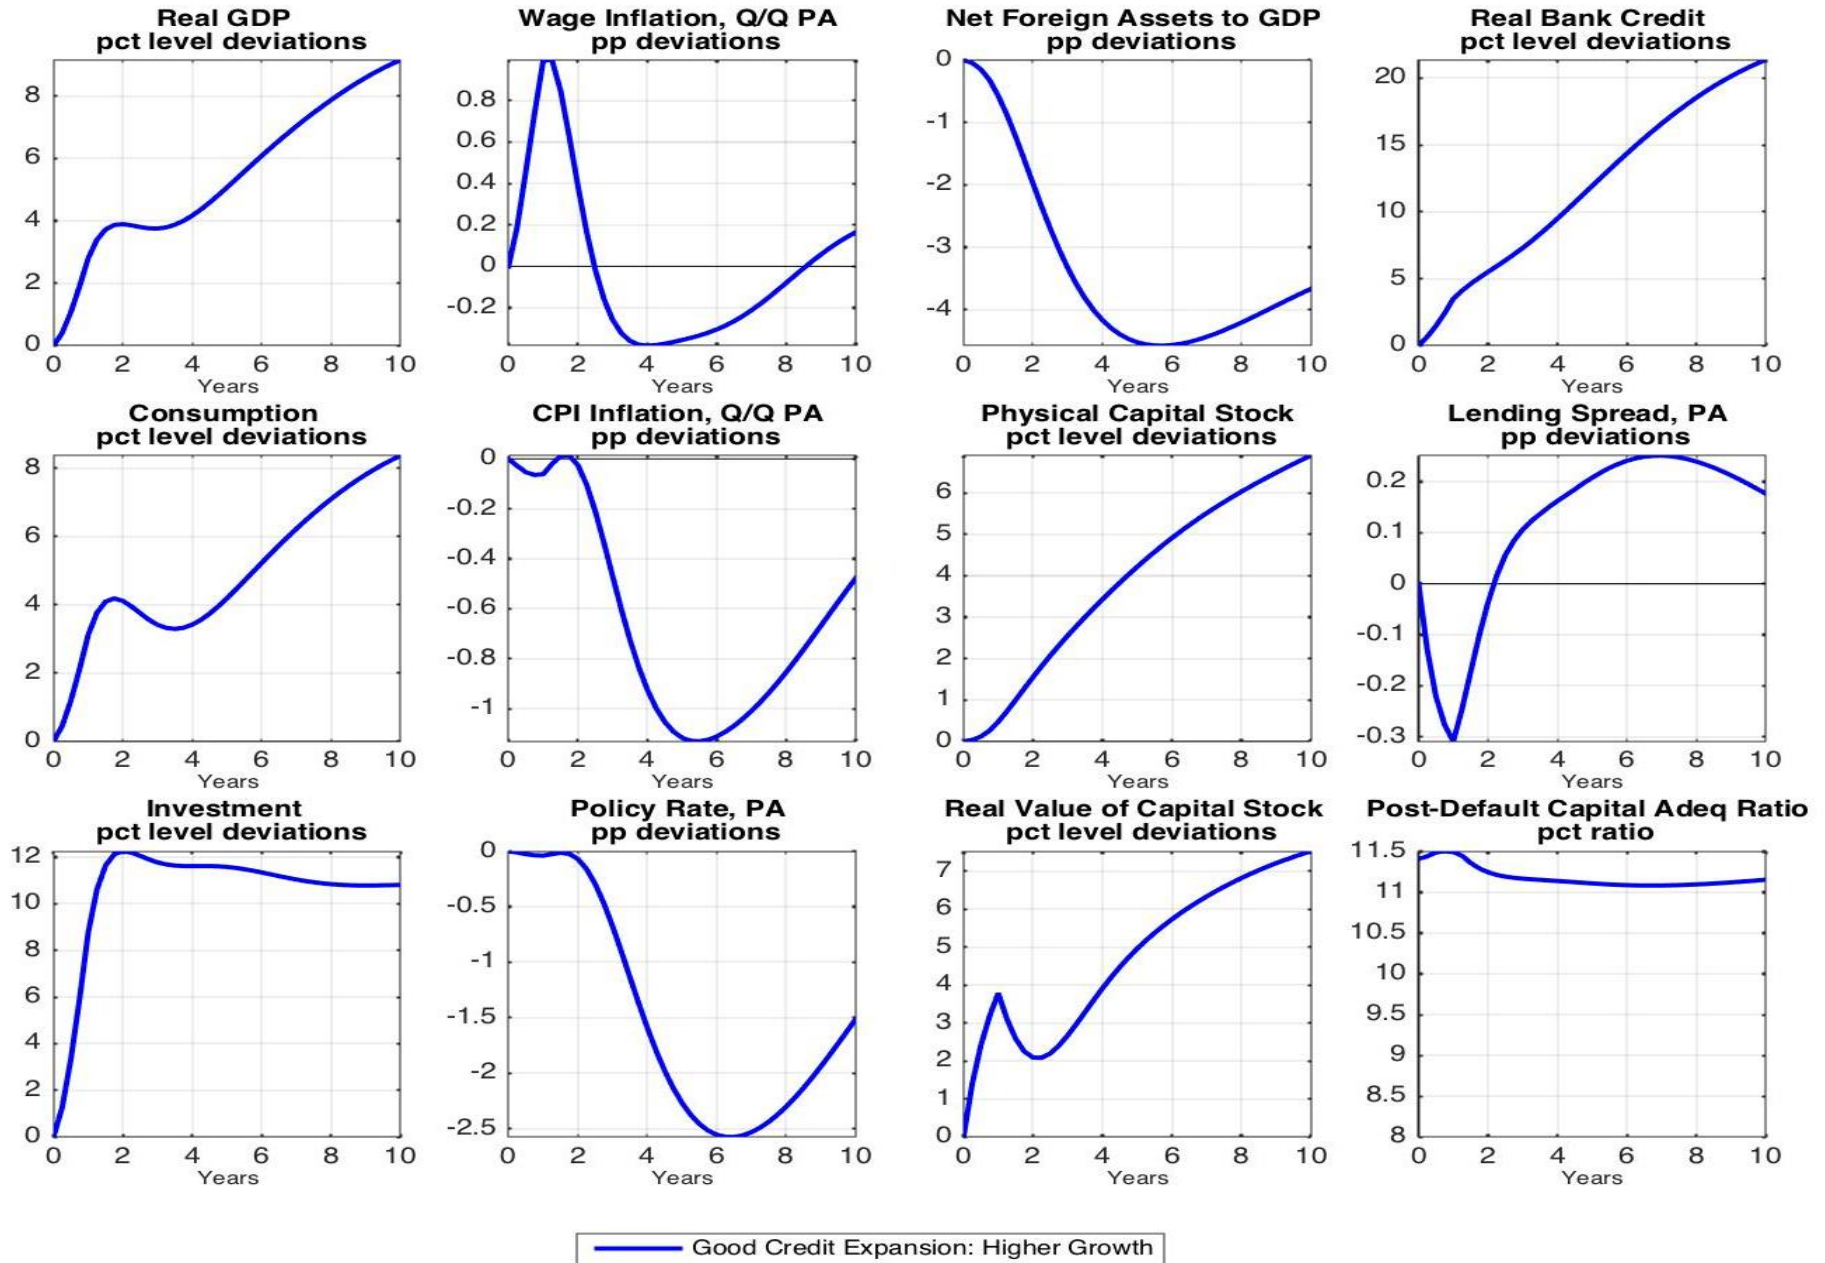 Real GDP
pct level deviations
8
6
4
2
0
0 2 4 6 8 10
Years
Wage Inflation, Q/Q PA
pp deviations
0.8
0.6
0.4
0.2
0
-0.2
0 2 4 6 8 10
Years
Net Foreign Assets to GDP
pp deviations
0
-1
-2
-3
-4
0 2 4 6 8 10
Years
Real Bank Credit
pct level deviations
20
15
10
5
0
0 2 4 6 8 10
Years
Consumption
pct level deviations
8
6
4
2
0
0 2 4 6 8 10
Years
CPI Inflation, Q/Q PA
pp deviations
0
-0.2
-0.4
-0.6
-0.8
-1
0 2 4 6 8 10
Years
Physical Capital Stock
pct level deviations
6
5
4
3
2
1
0
0 2 4 6 8 10
Years
Lending Spread, PA
pp deviations
0.2
0.1
0
-0.1
-0.2
-0.3
0 2 4 6 8 10
Years
Investment
pct level deviations
12
10
8
6
4
2
0
0 2 4 6 8 10
Years
Policy Rate, PA
pp deviations
0
-0.5
-1
-1.5
-2
-2.5
0 2 4 6 8 10
Years
Real Value of Capital Stock
pct level deviations
7
6
5
4
3
2
1
0
0 2 4 6 8 10
Years
Post-Default Capital Adeq Ratio
pct ratio
11.5
11
10.5
10
9.5
9
8.5
8
0 2 4 6 8 10
Years
Good Credit Expansion: Higher Growth